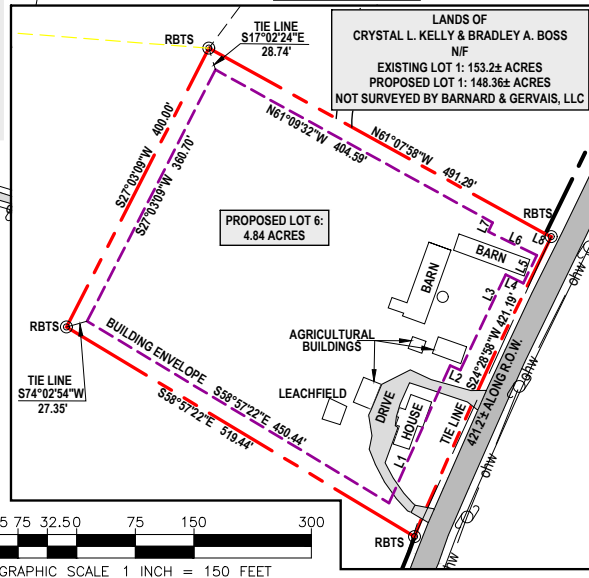 LANDS OF
CRYSTAL L. KELLY & BRADLEY A. BOSS
N/F
EXISTING LOT 1: 153.2± ACRES
PROPOSED LOT 1: 148.36± ACRES
NOT SURVEYED BY BARNARD & GERVAIS, LLC
RBTS
TIE LINE
S17°02'24"E
28.74'
S27°03'09"W 400.00'
S27°03'09"W 360.70'
N61°09'32"W 404.59'
N61°07'58"W 491.29'
RBTS
PROPOSED LOT 6:
4.84 ACRES
L7
L6
L8
BARN
L5
L4
L3
BARN
AGRICULTURAL
BUILDINGS
RBTS
BUILDING ENVELOPE
S58°57'22"E 450.44'
S58°57'22"E 519.44'
TIE LINE
S74°02'54"W
27.35'
LEACHFIELD
L2
DRIVE
HOUSE
L1
TIE LINE
S24°28'58"W 421.19'
421.2'± ALONG R.O.W.
ohw
ohw
ohw
hw
RBTS
5 75 32.5 0 75 150 300
GRAPHIC SCALE 1 INCH = 150 FEET